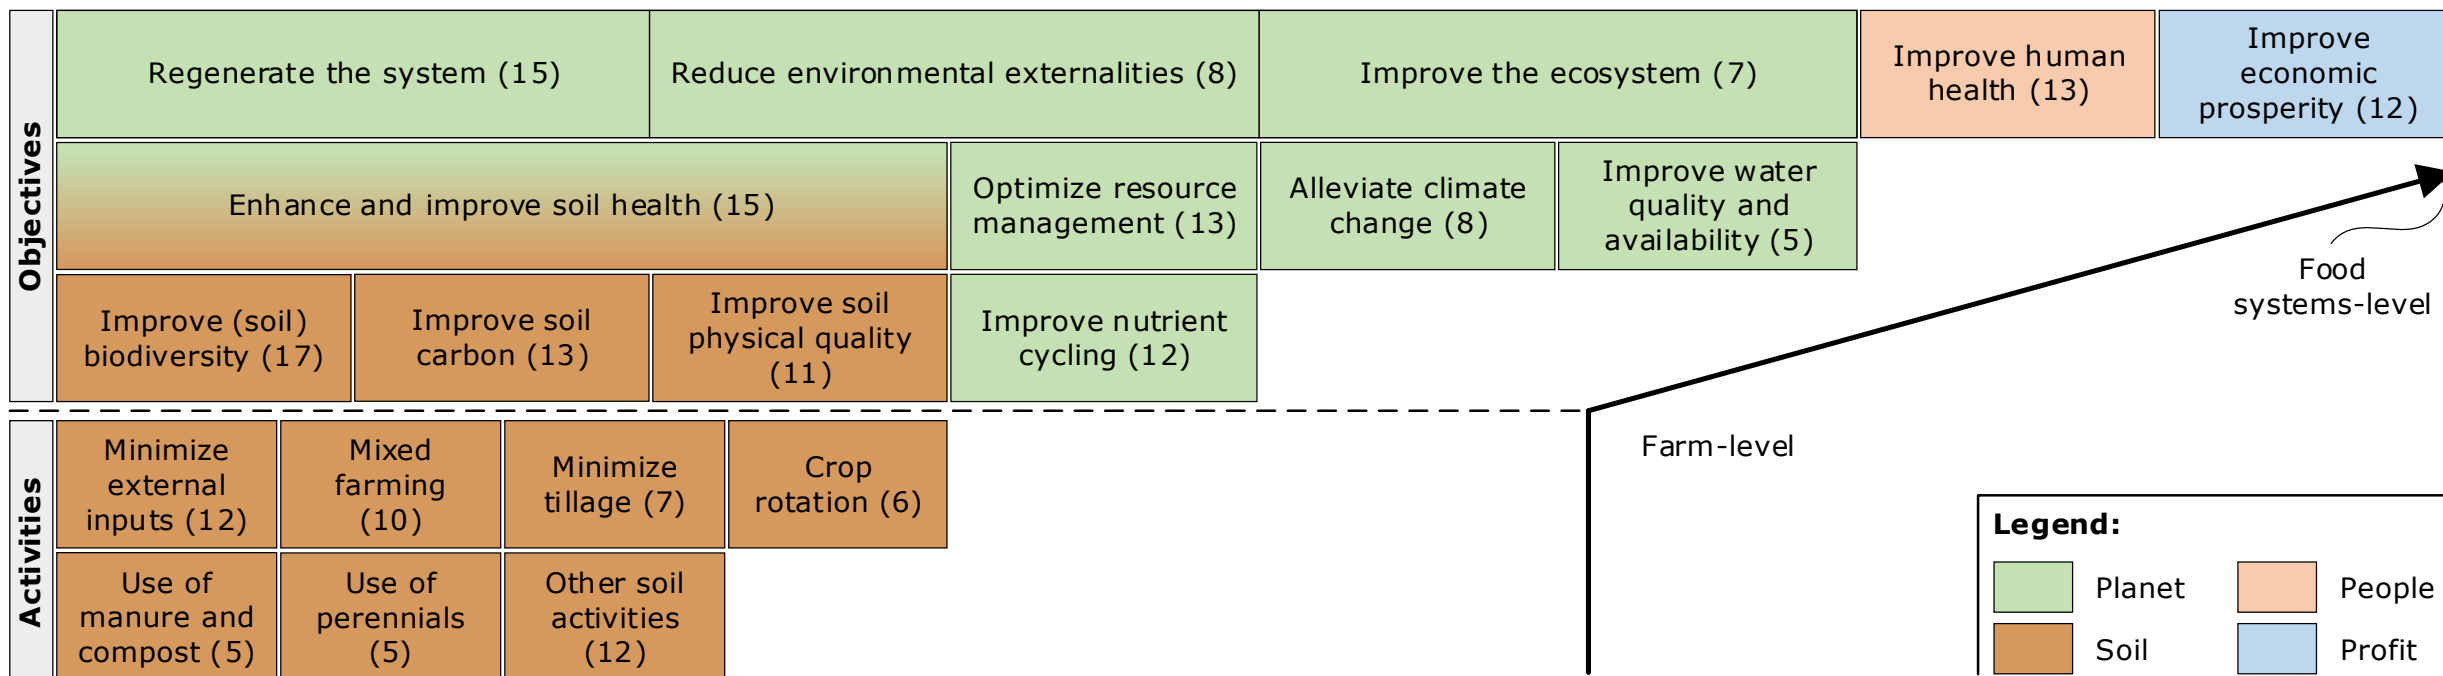 Objectives
Regenerate the system (15)
Reduce environmental externalities (8)
Improve the ecosystem (7)
Improve human
health (13)
Improve
economic
prosperity (12)
Enhance and improve soil health (15)
Optimize resource
management (13)
Alleviate climate
change (8)
Improve water
quality and
availability (5)
Improve (soil)
biodiversity (17)
Improve soil
carbon (13)
Improve soil
physical quality
(11)
Improve nutrient
cycling (12)
Food
systems-level
Farm-level
Activities
Minimize
external
inputs (12)
Mixed
farming
(10)
Minimize
tillage (7)
Crop
rotation (6)
Use of
manure and
compost (5)
Use of
perennials
(5)
Other soil
activities
(12)
Legend:
Planet
People
Soil
Profit